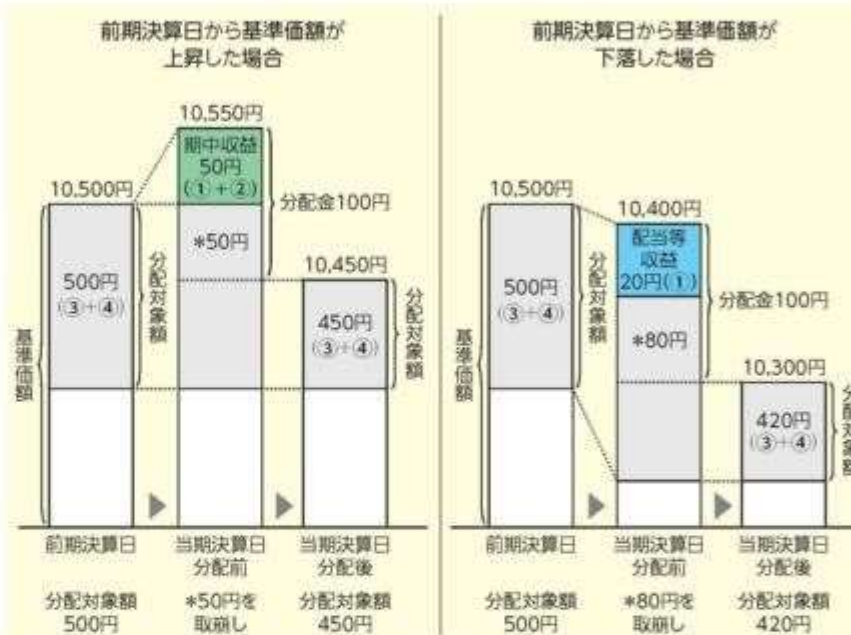 前期決算日から基準価額が
上昇した場合
10,550円
期中収益
50円
(①+②)
10,500円
分配金100円
*50円
10,450円
500円
(③+④)
分配対象額
450円
(③+④)
分配対象額
基準価額
前期決算日
当期決算日
分配前
当期決算日
分配後
分配対象額
500円
*50円を
取崩し
分配対象額
450円
前期決算日から基準価額が
下落した場合
10,500円
10,400円
配当等
収益
20円(①)
500円
(③+④)
分配対象額
分配金100円
*80円
10,300円
420円
(③+④)
分配対象額
基準価額
前期決算日
当期決算日
分配前
当期決算日
分配後
分配対象額
500円
*80円を
取崩し
分配対象額
420円